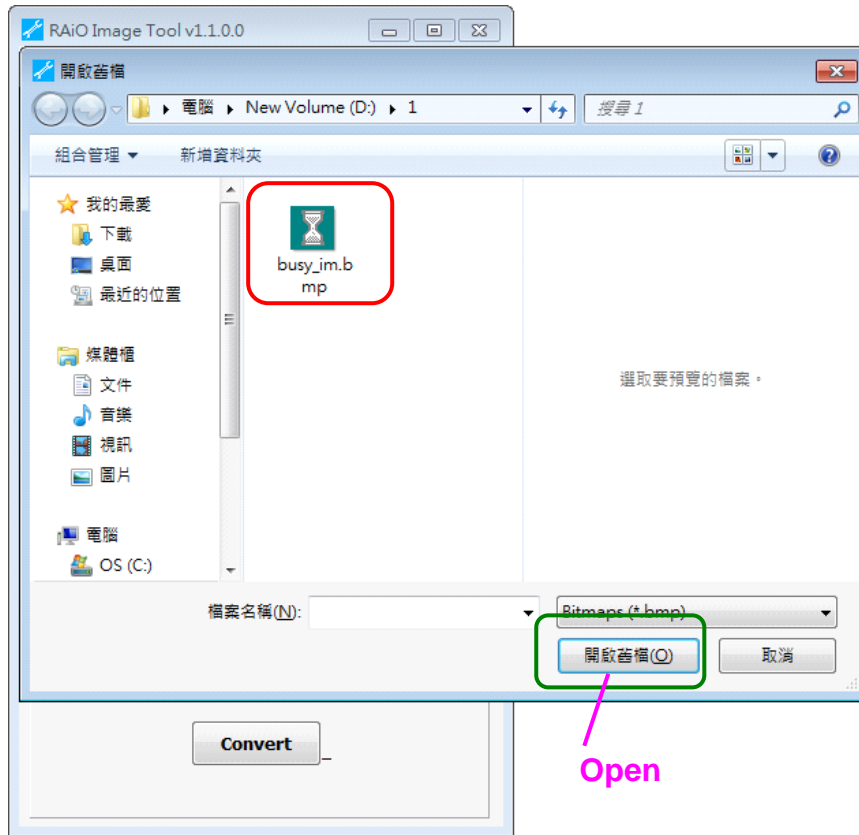 RAiO Image Tool v1.1.0.0
開啟舊檔
電腦 New Volume (D:) 1
搜尋 1
組合管理 新增資料夾
我的最愛
下載
桌面
最近的位置
媒體櫃
文件
音樂
視訊
圖片
電腦
OS (C:)
busy_im.b
mp
選取要預覽的檔案。
檔案名稱(N):
Bitmaps (*.bmp)
開啟舊檔(O) 取消
Convert
Open